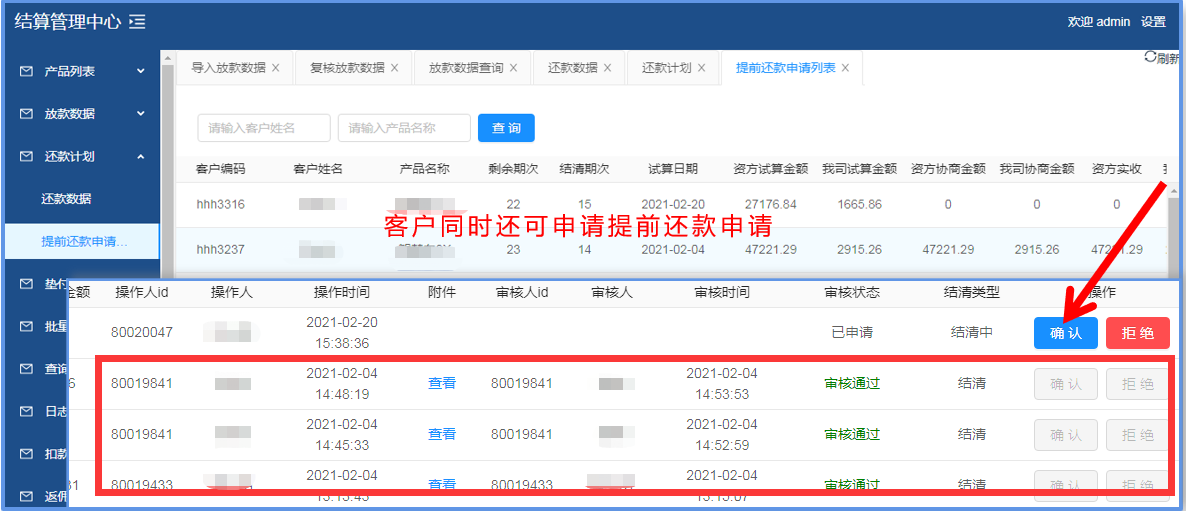 结算管理中心
欢迎 admin 设置
产品列表
放款数据
还款计划
还款数据
提前还款申请...
垫付
批量
查询
日志
扣款
返佣
导入放款数据 ×
复核放款数据 ×
放款数据查询 ×
还款数据 ×
还款计划 ×
提前还款申请列表 ×
刷新
请输入客户姓名 请输入产品名称 查 询
客户编码 客户姓名 产品名称 剩余期次 结清期次 试算日期 资方试算金额 我司试算金额 资方协商金额 我司协商金额 资方实收
hhh3316 22 15 2021-02-20 27176.84 1665.86 0 0 0
客户同时还可申请提前还款申请
hhh3237 23 14 2021-02-04 47221.29 2915.26 47221.29 2915.26 47221.29
金额 操作人id 操作人 操作时间 附件 审核人id 审核人 审核时间 审核状态 结清类型 操作
80020047 2021-02-20 15:38:36 已申请 结清中 确 认 拒 绝
6 80019841 2021-02-04 14:48:19 查看 80019841 2021-02-04 14:53:53 审核通过 结清 确 认 拒 绝
80019841 2021-02-04 14:45:33 查看 80019841 2021-02-04 14:52:59 审核通过 结清 确 认 拒 绝
31 80019433 2021-02-04 查看 80019433 2021-02-04 审核通过 结清 确 认 拒 绝